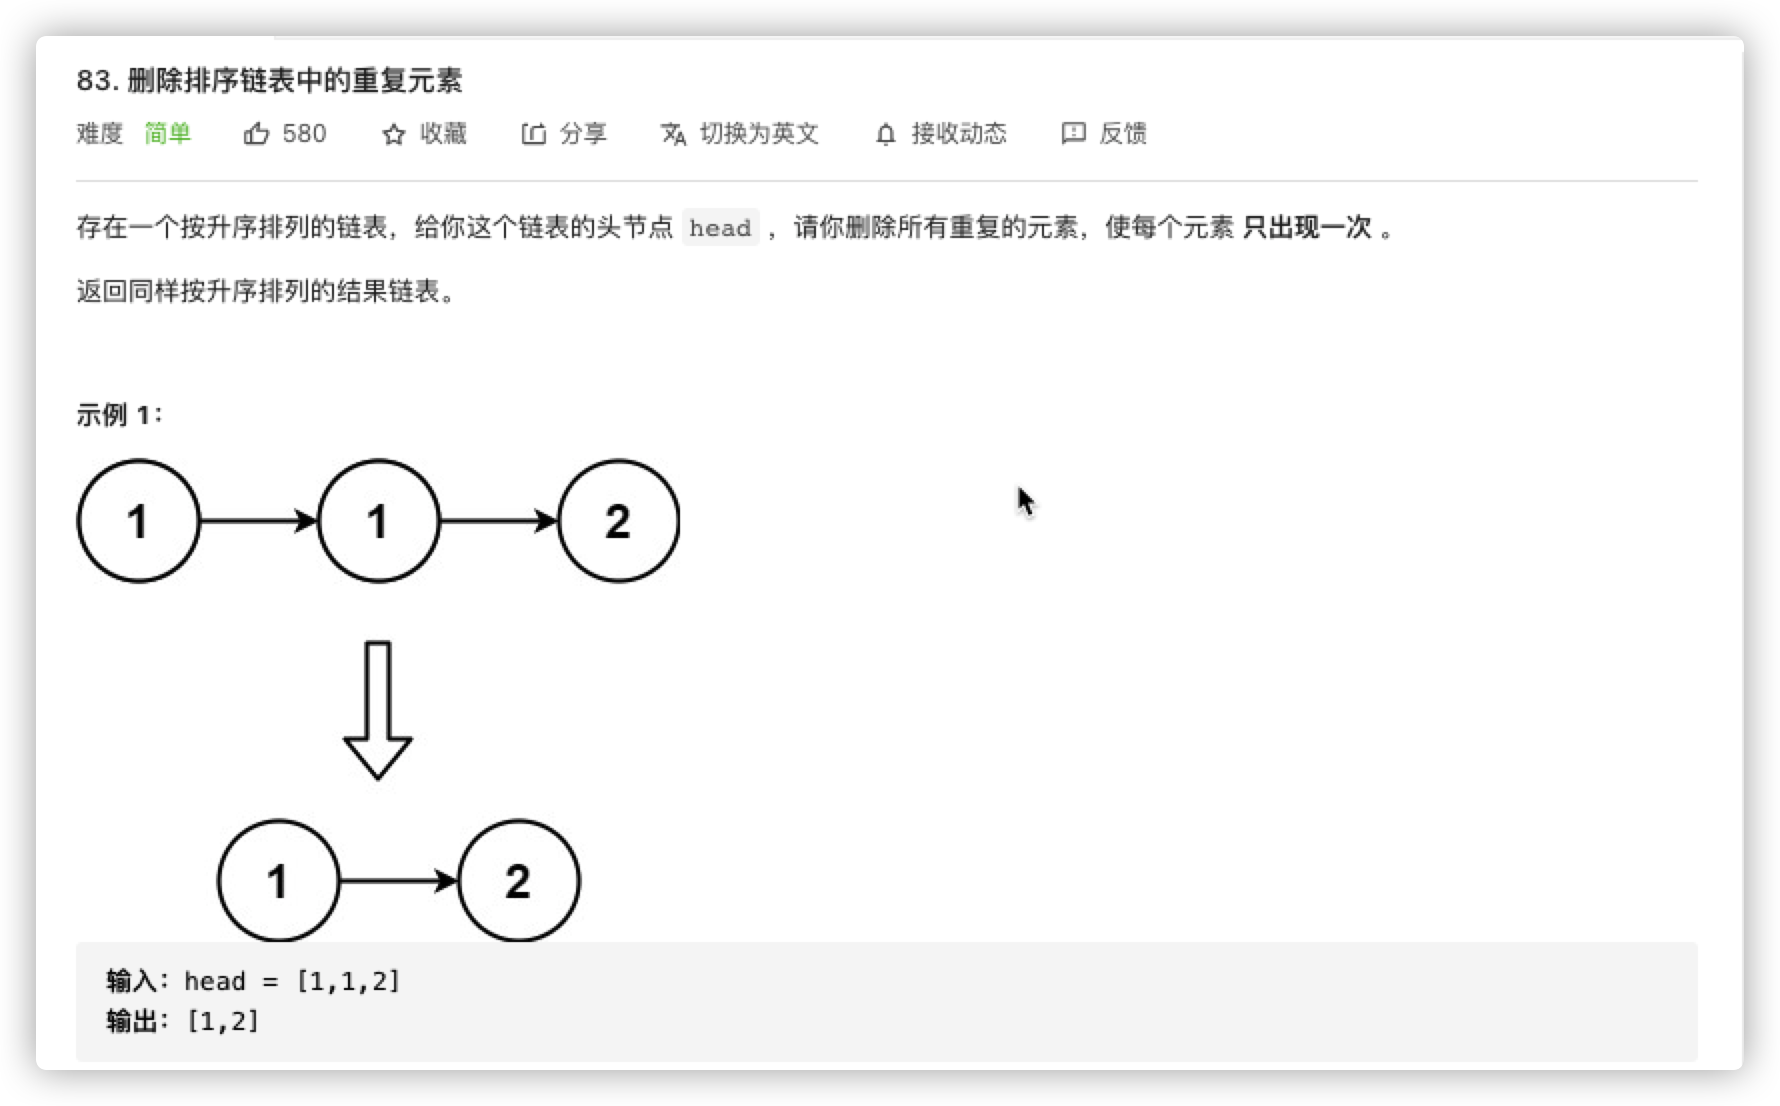 83. 删除排序链表中的重复元素
难度 简单 580 收藏 分享 切换为英文 接收动态 反馈
存在一个按升序排列的链表，给你这个链表的头节点 head ，请你删除所有重复的元素，使每个元素 只出现一次 。
返回同样按升序排列的结果链表。
示例 1：
1 1 2
1 2
输入：head = [1,1,2]
输出：[1,2]